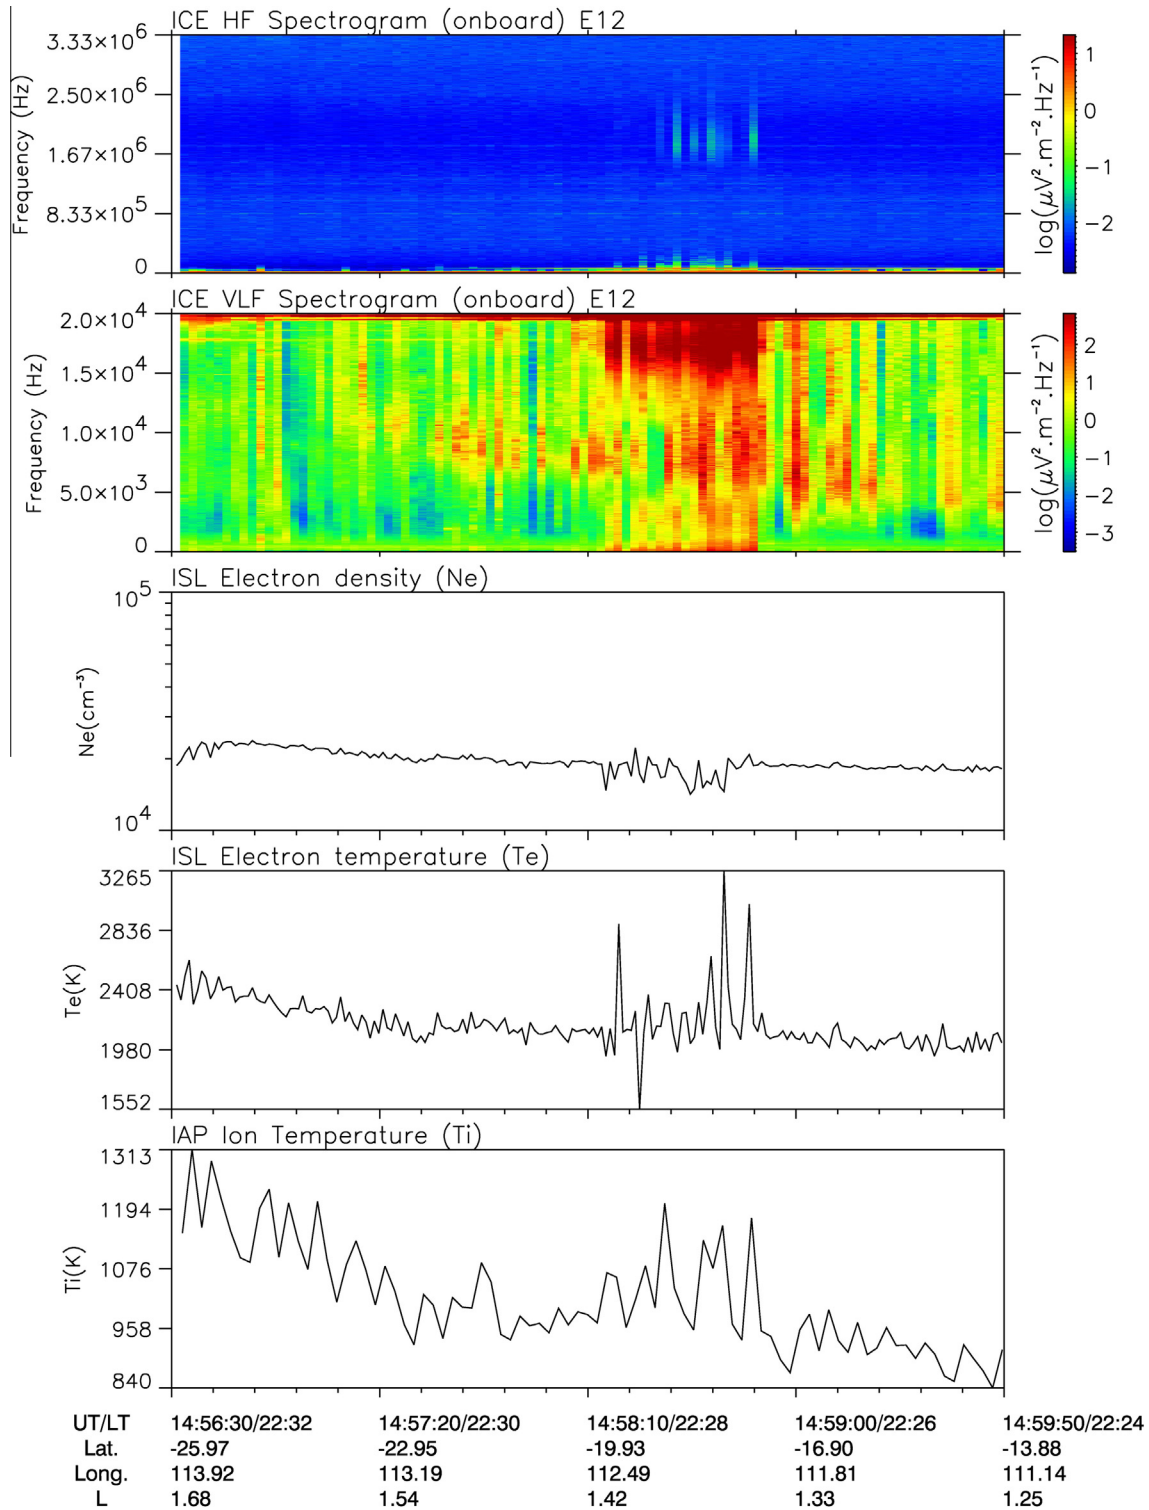 ICE HF Spectrogram (onboard) E12
3.33×10⁶
2.50×10⁶
1.67×10⁶
8.33×10⁵
0
Frequency (Hz)
1
0
−1
−2
log(μV².m⁻².Hz⁻¹)
ICE VLF Spectrogram (onboard) E12
2.0×10⁴
1.5×10⁴
1.0×10⁴
5.0×10³
0
Frequency (Hz)
2
1
0
−1
−2
−3
log(μV².m⁻².Hz⁻¹)
ISL Electron density (Ne)
10⁵
10⁴
Ne(cm⁻³)
ISL Electron temperature (Te)
3265
2836
2408
1980
1552
Te(K)
IAP Ion Temperature (Ti)
1313
1194
1076
958
840
Ti(K)
UT/LT 14:56:30/22:32 14:57:20/22:30 14:58:10/22:28 14:59:00/22:26 14:59:50/22:24
Lat. -25.97 -22.95 -19.93 -16.90 -13.88
Long. 113.92 113.19 112.49 111.81 111.14
L 1.68 1.54 1.42 1.33 1.25